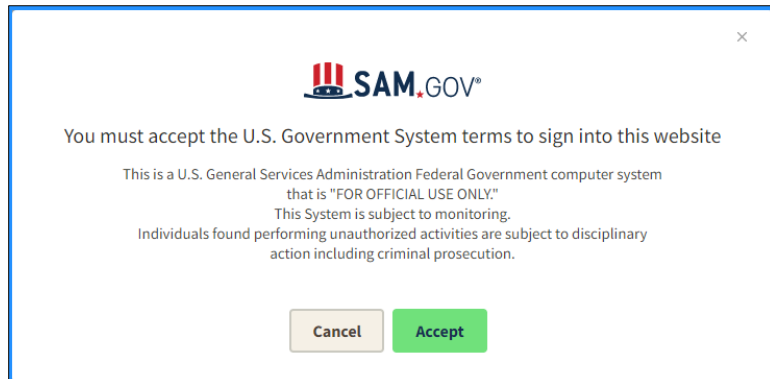 ×
SAM.GOV®
You must accept the U.S. Government System terms to sign into this website
This is a U.S. General Services Administration Federal Government computer system
that is "FOR OFFICIAL USE ONLY."
This System is subject to monitoring.
Individuals found performing unauthorized activities are subject to disciplinary
action including criminal prosecution.
Cancel Accept